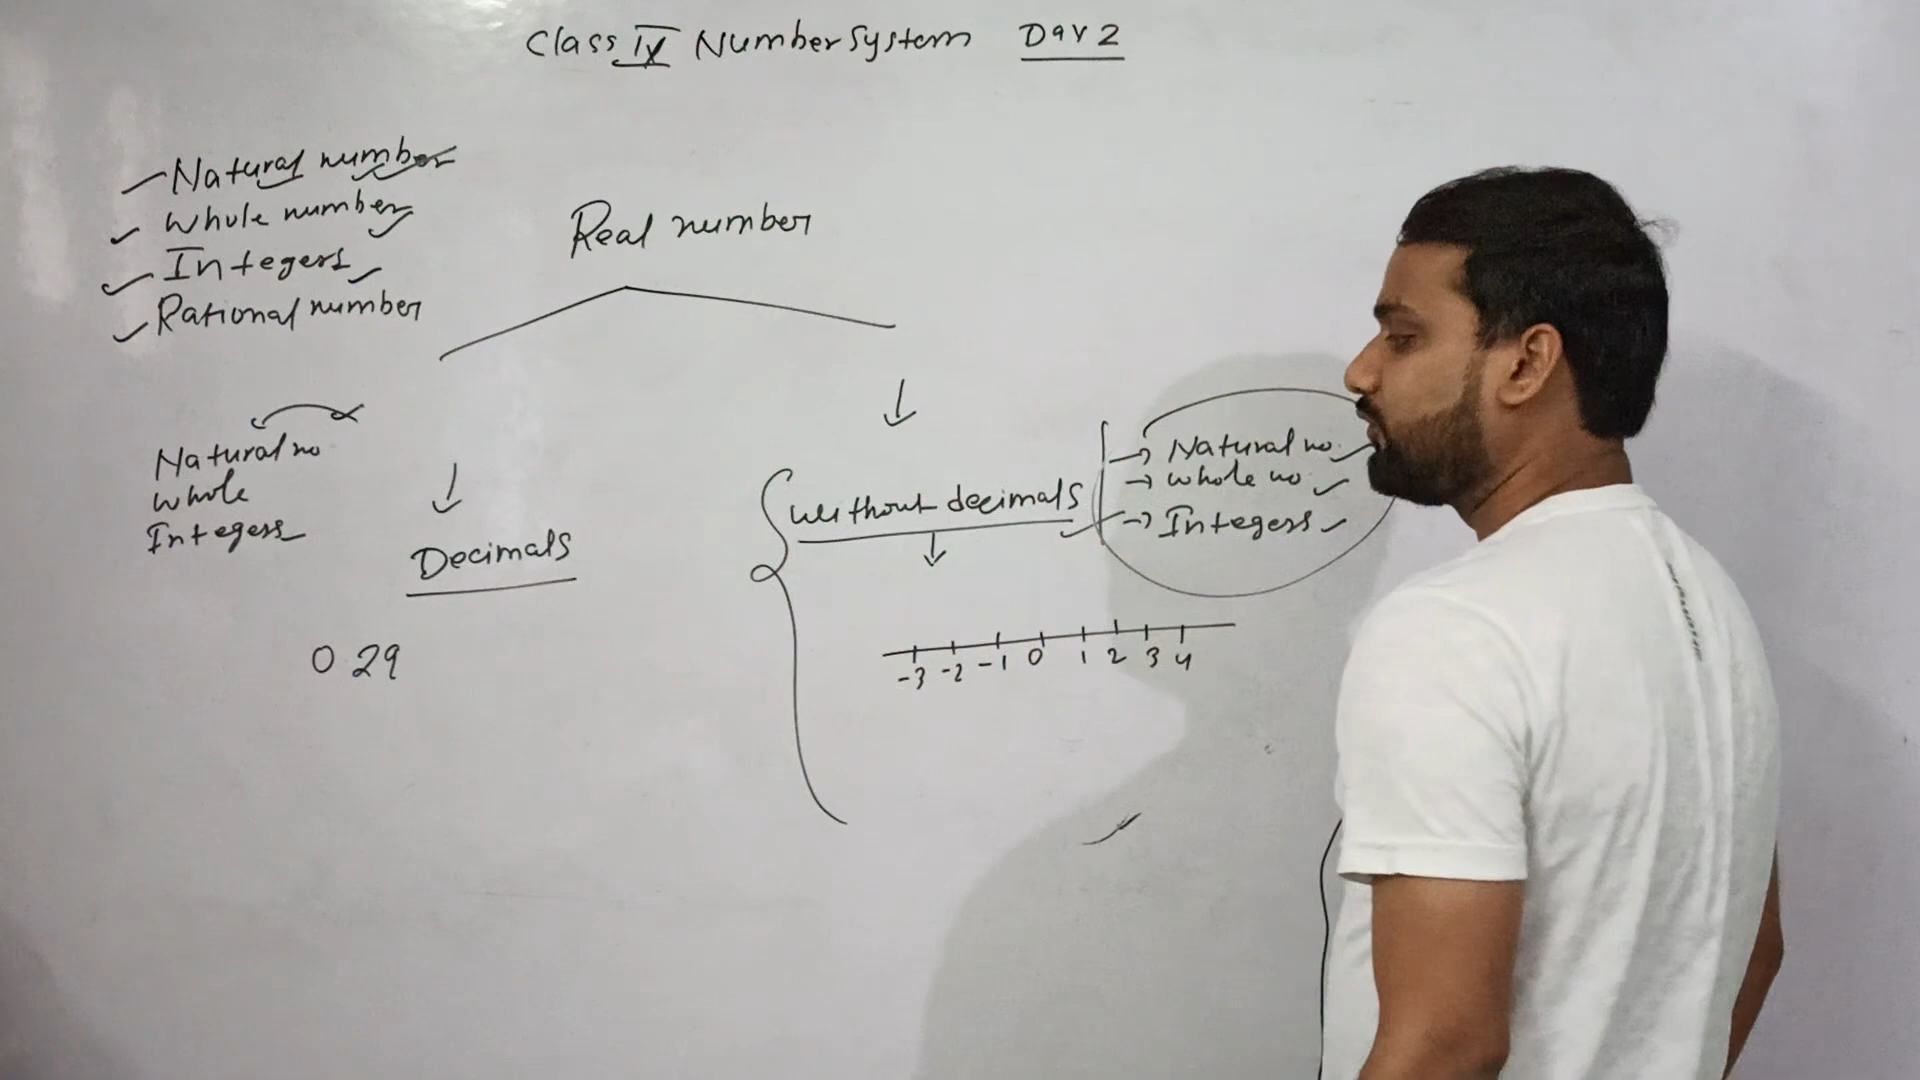 Class IX Number System Day 2
Natural number
Whole number
Integers
Rational number
Real number
Natural no
Whole
Integers
Decimals
0 29
without decimals
Natural no.
whole no
Integers
-3 -2 -1 0 1 2 3 4